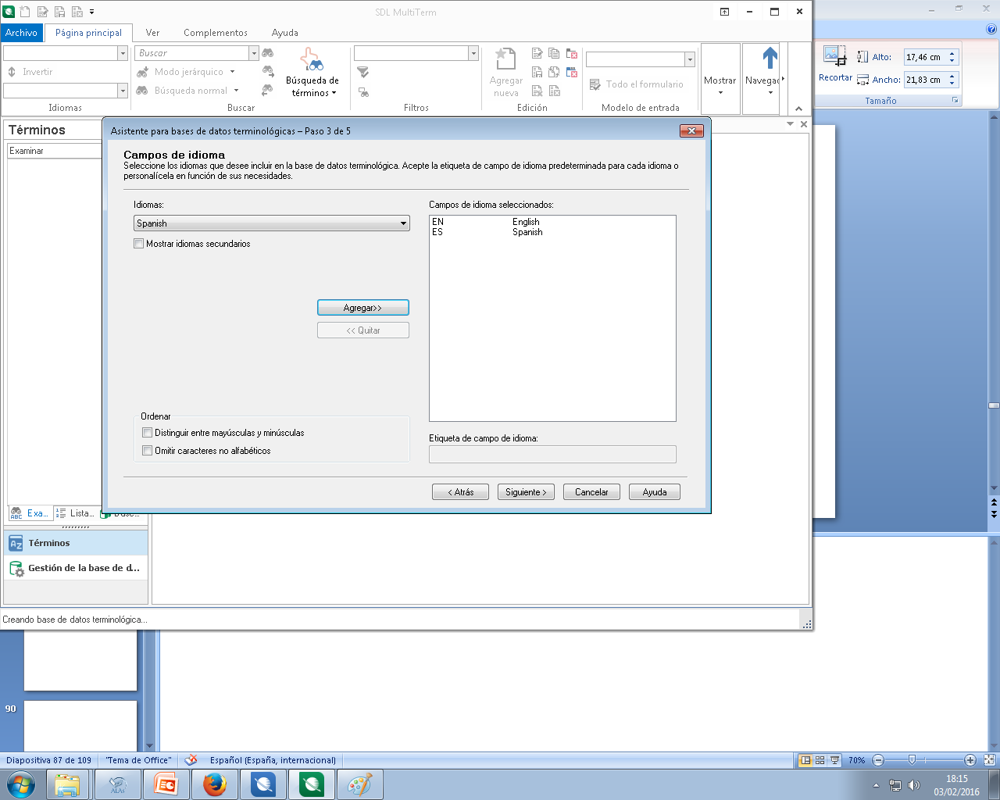 SDL MultiTerm
Archivo
Página principal
Ver
Complementos
Ayuda
Buscar
Invertir
Modo jerárquico
Búsqueda normal
Búsqueda de
términos
Agregar
nueva
Todo el formulario
Mostrar
Navegac
Idiomas
Buscar
Filtros
Edición
Modelo de entrada
Recortar
Alto:
17,46 cm
Ancho:
21,83 cm
Tamaño
Términos
Examinar
Asistente para bases de datos terminológicas – Paso 3 de 5
Campos de idioma
Seleccione los idiomas que desee incluir en la base de datos terminológica. Acepte la etiqueta de campo de idioma predeterminada para cada idioma o
personalícela en función de sus necesidades.
Idiomas:
Spanish
Mostrar idiomas secundarios
Agregar>>
<< Quitar
Ordenar
Distinguir entre mayúsculas y minúsculas
Omitir caracteres no alfabéticos
Campos de idioma seleccionados:
EN English
ES Spanish
Etiqueta de campo de idioma:
< Atrás
Siguiente >
Cancelar
Ayuda
Exa...
Lista...
Términos
Gestión de la base de d...
Creando base de datos terminológica...
90
Diapositiva 87 de 109
"Tema de Office"
Español (España, internacional)
70%
ALAs
18:15
03/02/2016